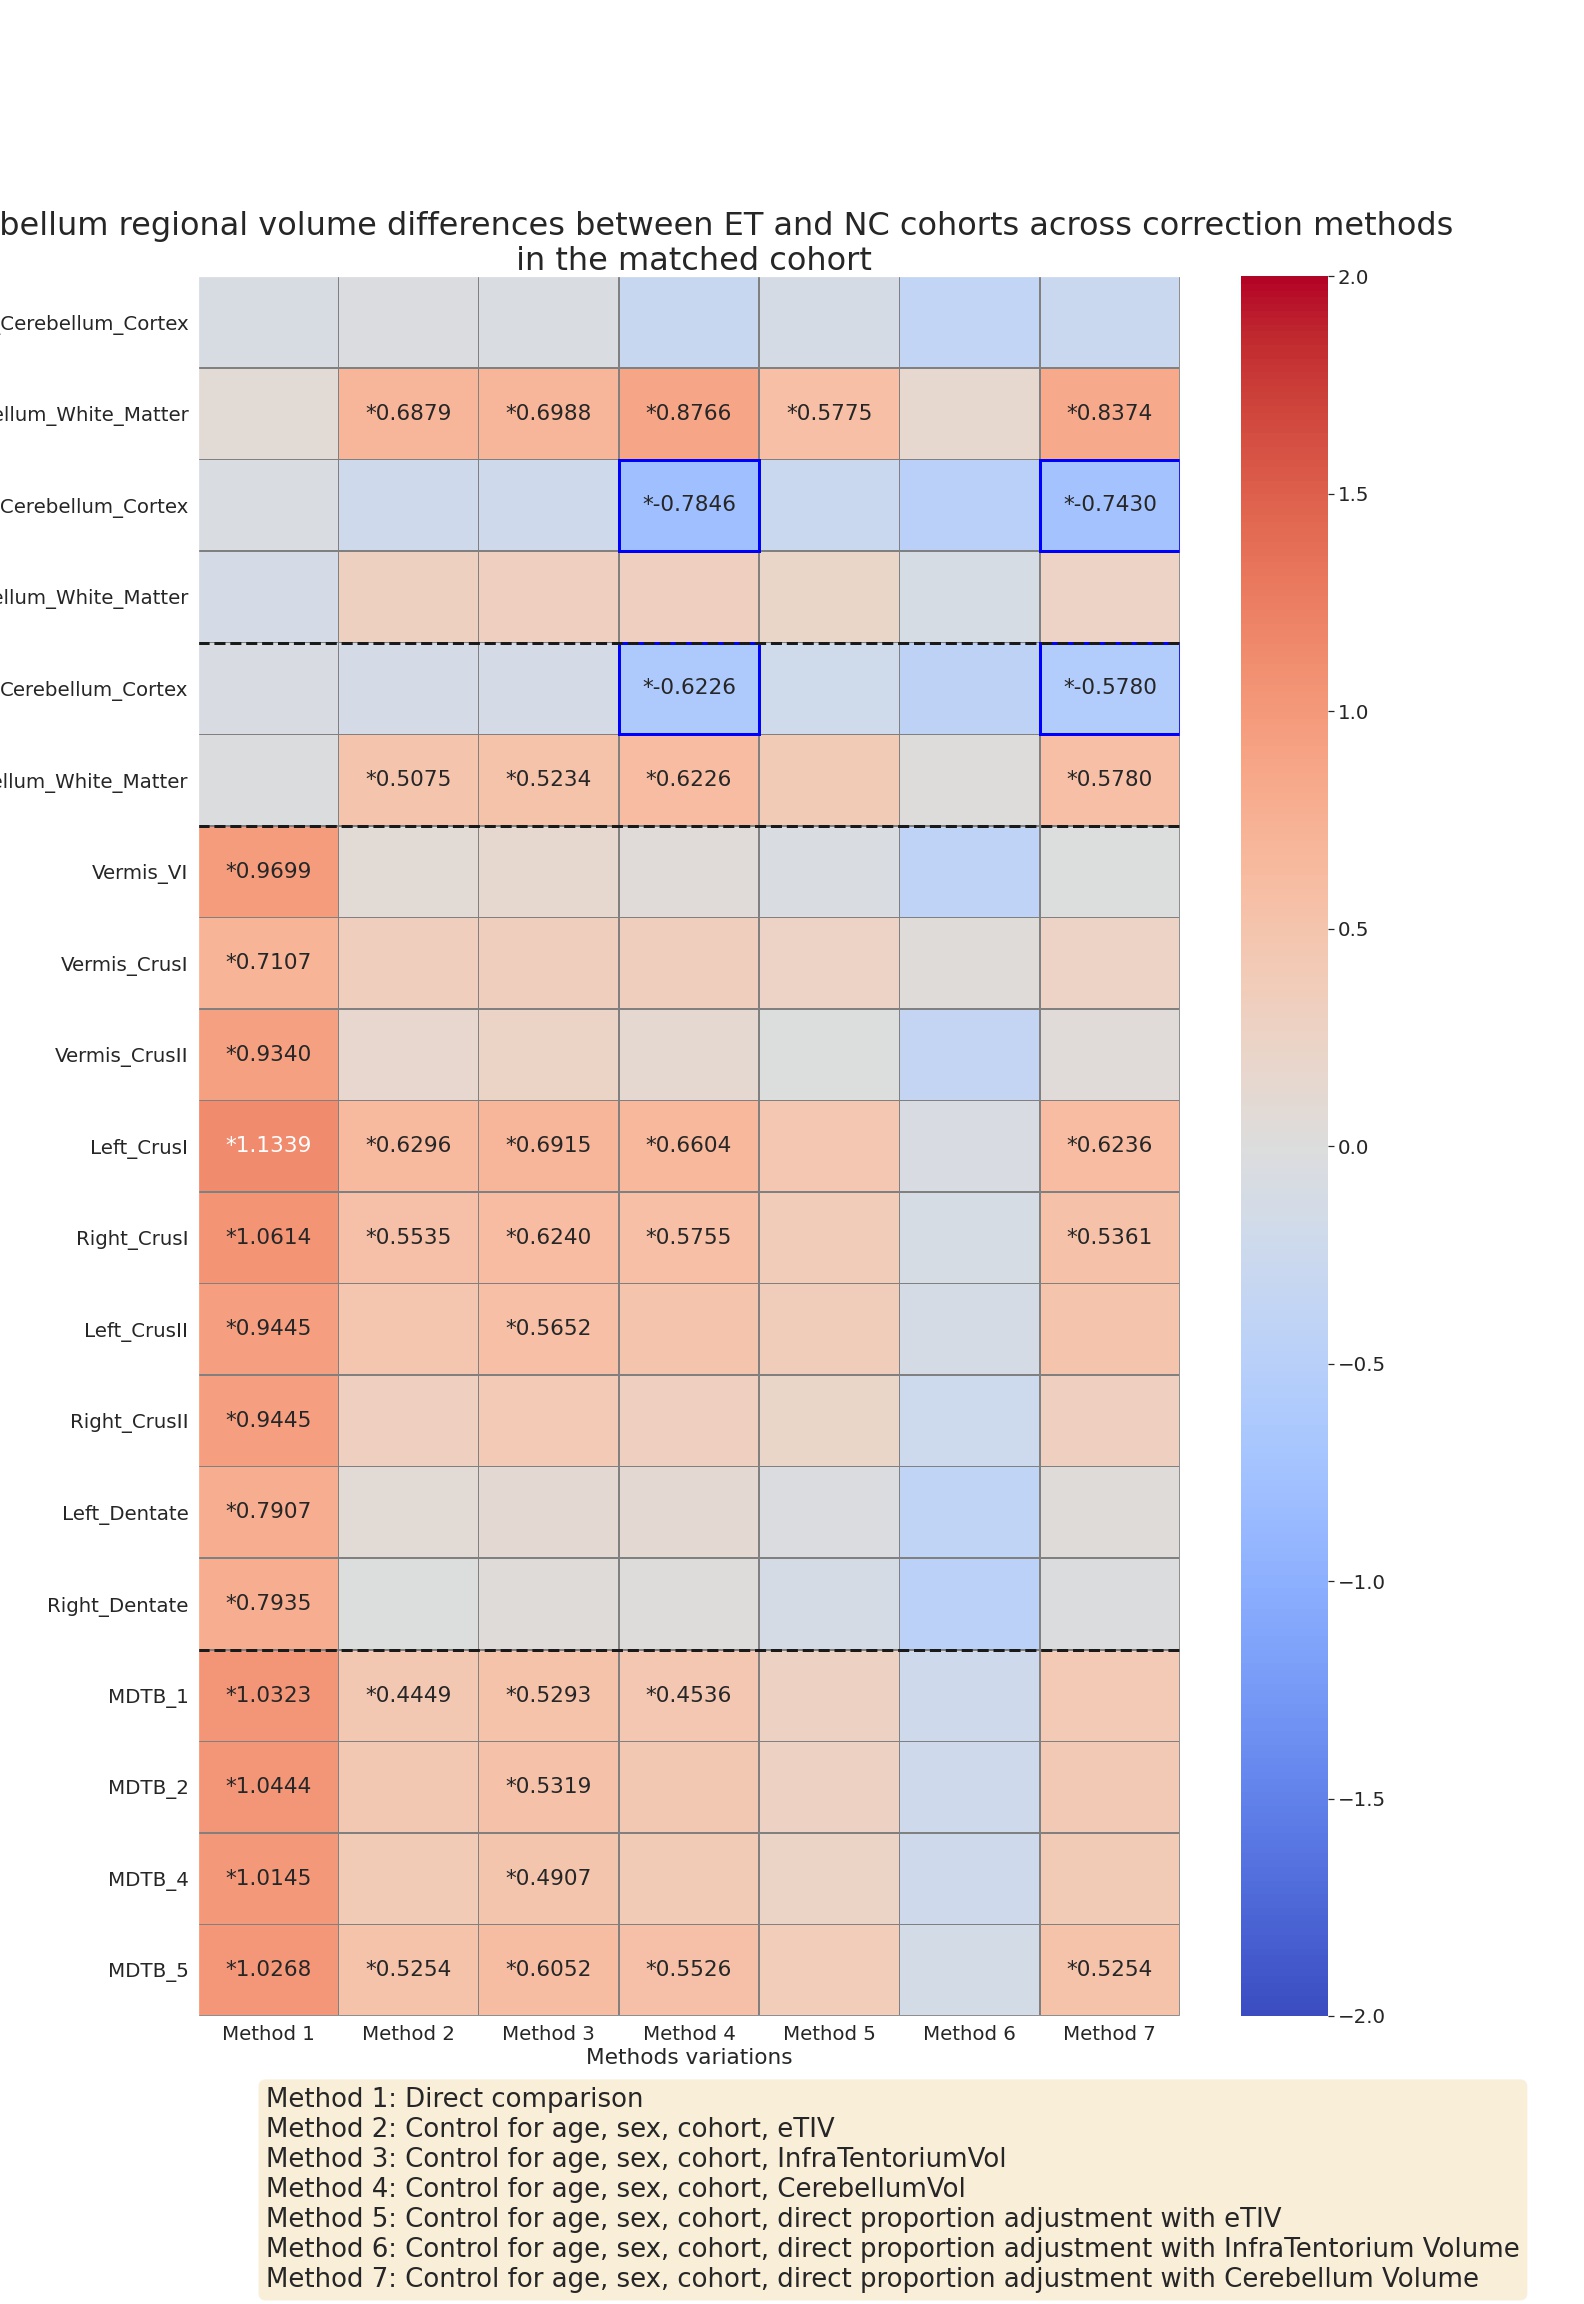 bellum regional volume differences between ET and NC cohorts across correction methods
in the matched cohort
_Cerebellum_Cortex
ellum_White_Matter *0.6879 *0.6988 *0.8766 *0.5775 *0.8374
Cerebellum_Cortex *-0.7846 *-0.7430
ellum_White_Matter
Cerebellum_Cortex *-0.6226 *-0.5780
ellum_White_Matter *0.5075 *0.5234 *0.6226 *0.5780
Vermis_VI *0.9699
Vermis_CrusI *0.7107
Vermis_CrusII *0.9340
Left_CrusI *1.1339 *0.6296 *0.6915 *0.6604 *0.6236
Right_CrusI *1.0614 *0.5535 *0.6240 *0.5755 *0.5361
Left_CrusII *0.9445 *0.5652
Right_CrusII *0.9445
Left_Dentate *0.7907
Right_Dentate *0.7935
MDTB_1 *1.0323 *0.4449 *0.5293 *0.4536
MDTB_2 *1.0444 *0.5319
MDTB_4 *1.0145 *0.4907
MDTB_5 *1.0268 *0.5254 *0.6052 *0.5526 *0.5254
Method 1 Method 2 Method 3 Method 4 Method 5 Method 6 Method 7
Methods variations
2.0
1.5
1.0
0.5
0.0
−0.5
−1.0
−1.5
−2.0
Method 1: Direct comparison
Method 2: Control for age, sex, cohort, eTIV
Method 3: Control for age, sex, cohort, InfraTentoriumVol
Method 4: Control for age, sex, cohort, CerebellumVol
Method 5: Control for age, sex, cohort, direct proportion adjustment with eTIV
Method 6: Control for age, sex, cohort, direct proportion adjustment with InfraTentorium Volume
Method 7: Control for age, sex, cohort, direct proportion adjustment with Cerebellum Volume